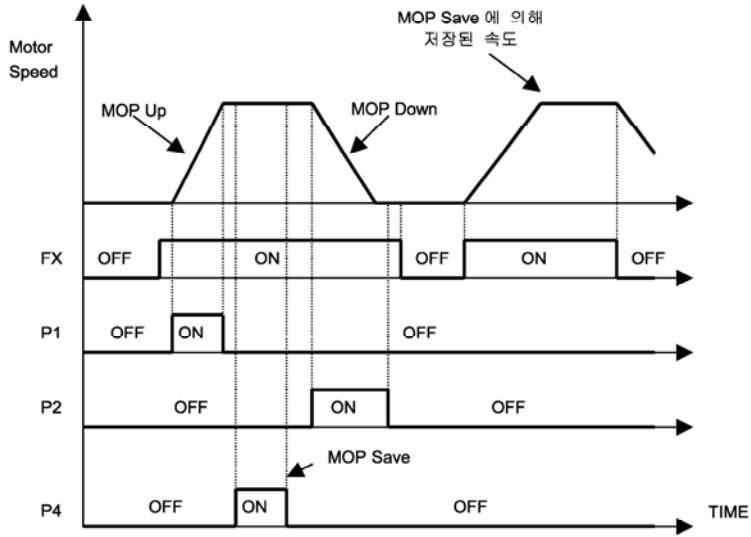 MOP Save 에 의해
저장된 속도
Motor
Speed
MOP Up
MOP Down
FX
OFF
ON
OFF
ON
OFF
P1
OFF
ON
OFF
P2
OFF
ON
OFF
MOP Save
P4
OFF
ON
OFF
TIME